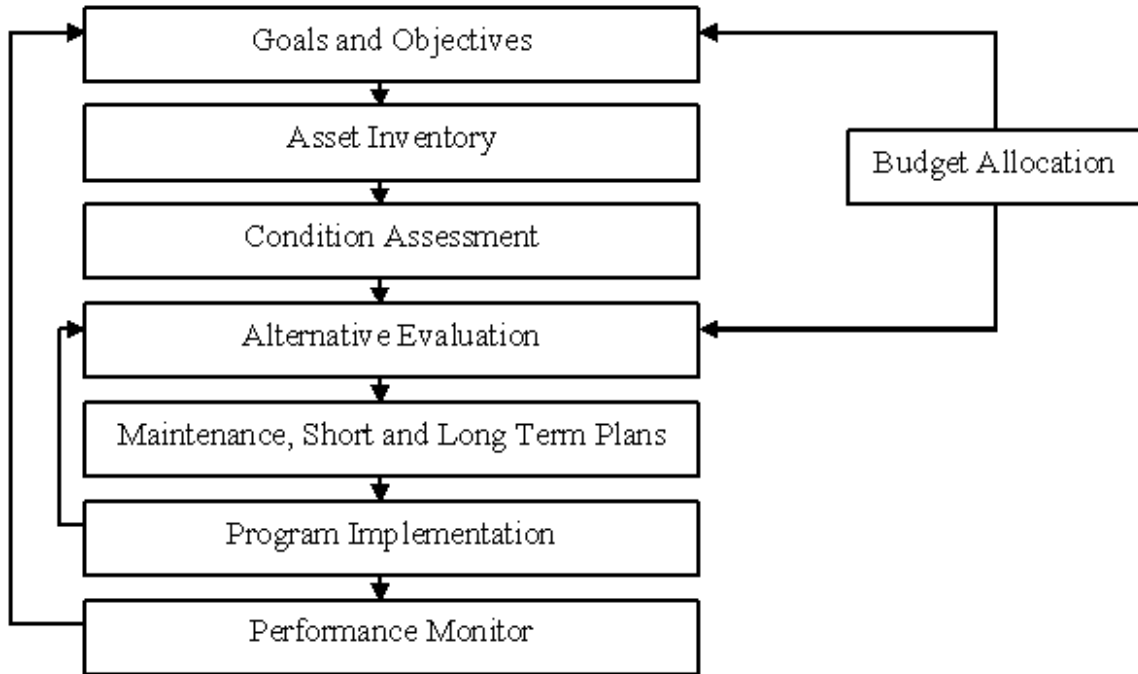 Goals and Objectives
Asset Inventory
Budget Allocation
Condition Assessment
Alternative Evaluation
Maintenance, Short and Long Term Plans
Program Implementation
Performance Monitor